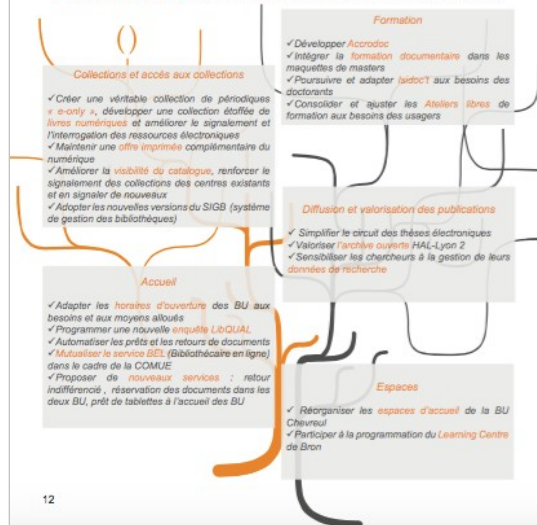 Formation
✓Développer Accrodoc
✓Intégrer la formation documentaire dans les
maquettes de masters
✓Poursuivre et adapter Isidoc't aux besoins des
doctorants
✓Consolider et ajuster les Ateliers libres de
formation aux besoins des usagers
Collections et accès aux collections
✓Créer une véritable collection de périodiques
« e-only », développer une collection étoffée de
livres numériques et améliorer le signalement et
l'interrogation des ressources électroniques
✓Maintenir une offre imprimée complémentaire du
numérique
✓Améliorer la visibilité du catalogue, renforcer le
signalement des collections des centres existants
et en signaler de nouveaux
✓Adopter les nouvelles versions du SIGB (système
de gestion des bibliothèques)
Diffusion et valorisation des publications
✓ Simplifier le circuit des thèses électroniques
✓Valoriser l'archive ouverte HAL-Lyon 2
✓Sensibiliser les chercheurs à la gestion de leurs
données de recherche
Accueil
✓Adapter les horaires d'ouverture des BU aux
besoins et aux moyens alloués
✓Programmer une nouvelle enquête LibQUAL
✓Automatiser les prêts et les retours de documents
✓Mutualiser le service BEL (Bibliothécaire en ligne)
dans le cadre de la COMUE
✓Proposer de nouveaux services : retour
indifférencié , réservation des documents dans les
deux BU, prêt de tablettes à l'accueil des BU
Espaces
✓ Réorganiser les espaces d'accueil de la BU
Chevreul
✓Participer à la programmation du Learning Centre
de Bron
12